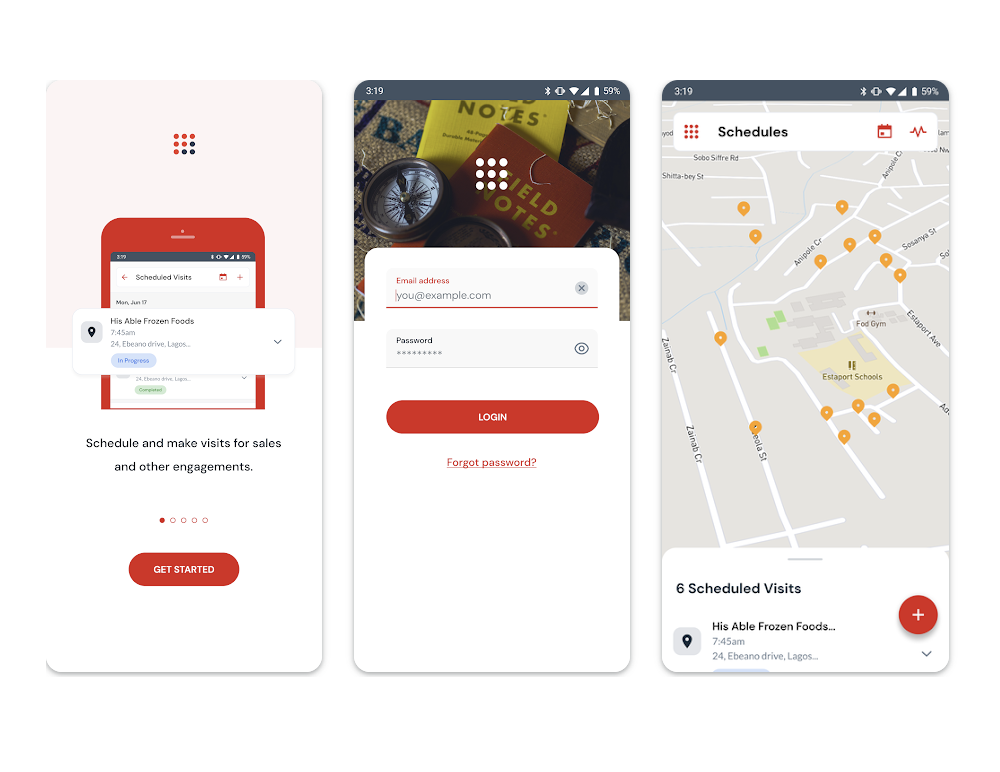 3:19
59%
Scheduled Visits
Mon, Jun 17
His Able Frozen Foods
7:45am
24, Ebeano drive, Lagos...
In Progress
24, Ebeano drive, Lagos...
Completed
Schedule and make visits for sales
and other engagements.
GET STARTED
3:19
59%
FIELD
NOTES
Durable Mate
FIELD
NOTES
Email address
you@example.com
Password
*********
LOGIN
Forgot password?
3:19
59%
Schedules
Sobo Siffre Rd
Shitta-bey St
Anipole C
Anipole Cr
Sosanya St
Fod Gym
Estaport Ave
Estaport Schools
Zainab Cr
Zainab Cr
eola St
6 Scheduled Visits
His Able Frozen Foods...
7:45am
24, Ebeano drive, Lagos...